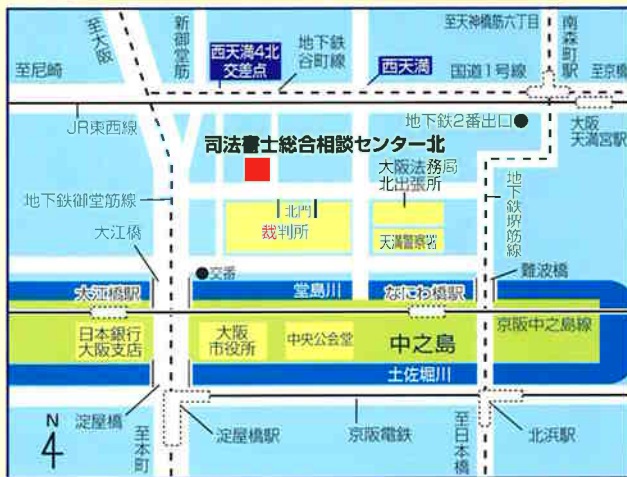 至大阪
新御堂筋
西天満4北
交差点
地下鉄
谷町線
西天満
至天神橋筋六丁目
南森町駅
至尼崎
国道1号線
至京橋
JR東西線
地下鉄2番出口
大阪
天満宮駅
司法書士総合相談センター北
大阪法務局
北出張所
地下鉄御堂筋線
北門
裁判所
天満警察署
地下鉄堺筋線
大江橋
交番
難波橋
大江橋駅
堂島川
なにわ橋駅
日本銀行
大阪支店
大阪
市役所
中央公会堂
中之島
京阪中之島線
土佐堀川
淀屋橋
至本町
淀屋橋駅
京阪電鉄
至日本橋
北浜駅
N